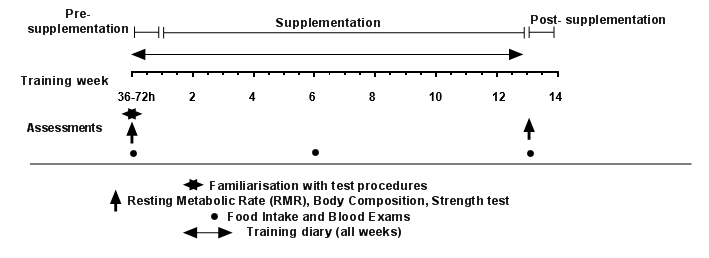 Pre-
supplementation
Supplementation
Post- supplementation
Training week
36-72h 2 4 6 8 10 12 14
Assessments
Familiarisation with test procedures
Resting Metabolic Rate (RMR), Body Composition, Strength test
Food Intake and Blood Exams
Training diary (all weeks)